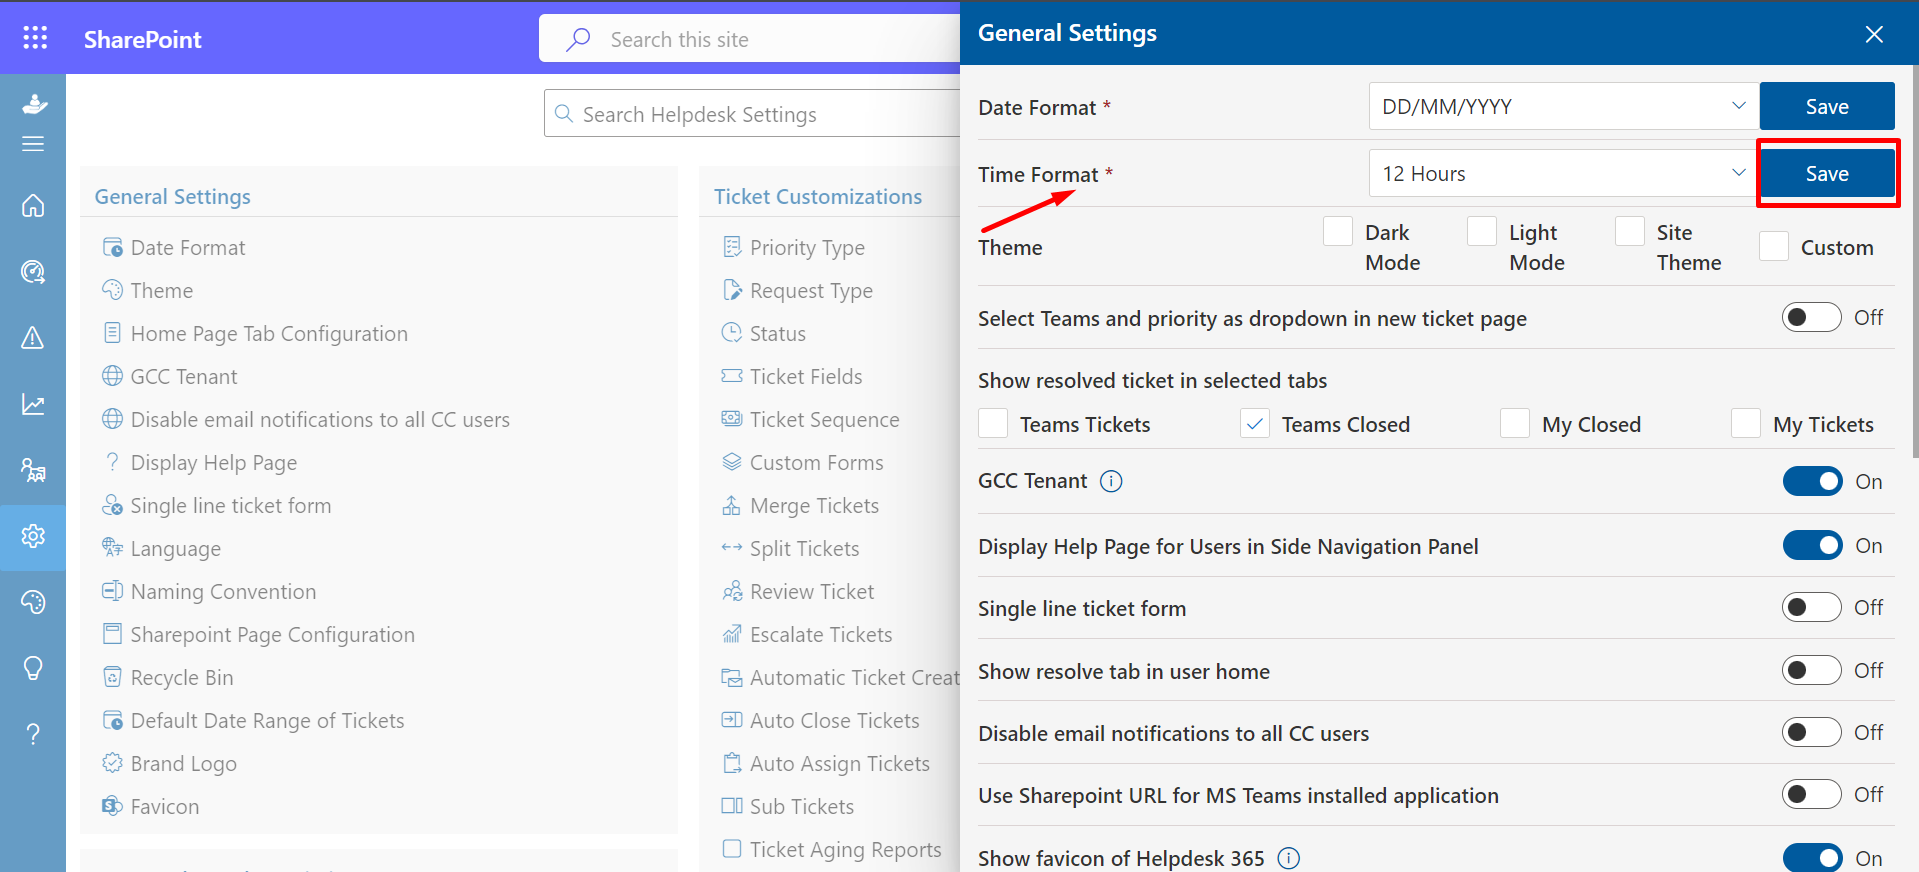 SharePoint
Search this site
Search Helpdesk Settings
General Settings
Date Format
Theme
Home Page Tab Configuration
GCC Tenant
Disable email notifications to all CC users
Display Help Page
Single line ticket form
Language
Naming Convention
Sharepoint Page Configuration
Recycle Bin
Default Date Range of Tickets
Brand Logo
Favicon
Ticket Customizations
Priority Type
Request Type
Status
Ticket Fields
Ticket Sequence
Custom Forms
Merge Tickets
Split Tickets
Review Ticket
Escalate Tickets
Automatic Ticket Creat
Auto Close Tickets
Auto Assign Tickets
Sub Tickets
Ticket Aging Reports
General Settings
Date Format * DD/MM/YYYY Save
Time Format * 12 Hours Save
Theme Dark Mode Light Mode Site Theme Custom
Select Teams and priority as dropdown in new ticket page Off
Show resolved ticket in selected tabs
Teams Tickets Teams Closed My Closed My Tickets
GCC Tenant On
Display Help Page for Users in Side Navigation Panel On
Single line ticket form Off
Show resolve tab in user home Off
Disable email notifications to all CC users Off
Use Sharepoint URL for MS Teams installed application Off
Show favicon of Helpdesk 365 On